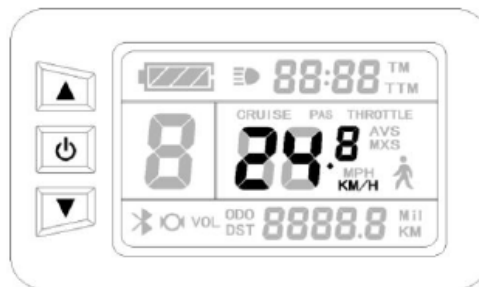 88:88 TM
TTM
CRUISE PAS THROTTLE
8 24.8 AVS
MXS
MPH
KM/H
VOL ODO 8888.8 Mil
DST KM